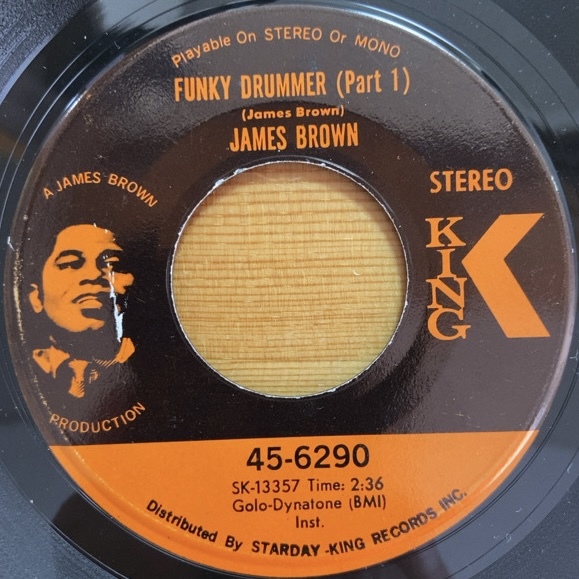 Playable On STEREO Or MONO
FUNKY DRUMMER (Part 1)
(James Brown)
JAMES BROWN
A JAMES BROWN
PRODUCTION
STEREO
KING
45-6290
SK-13357 Time: 2:36
Golo-Dynatone (BMI)
Inst.
Distributed By STARDAY-KING RECORDS INC.